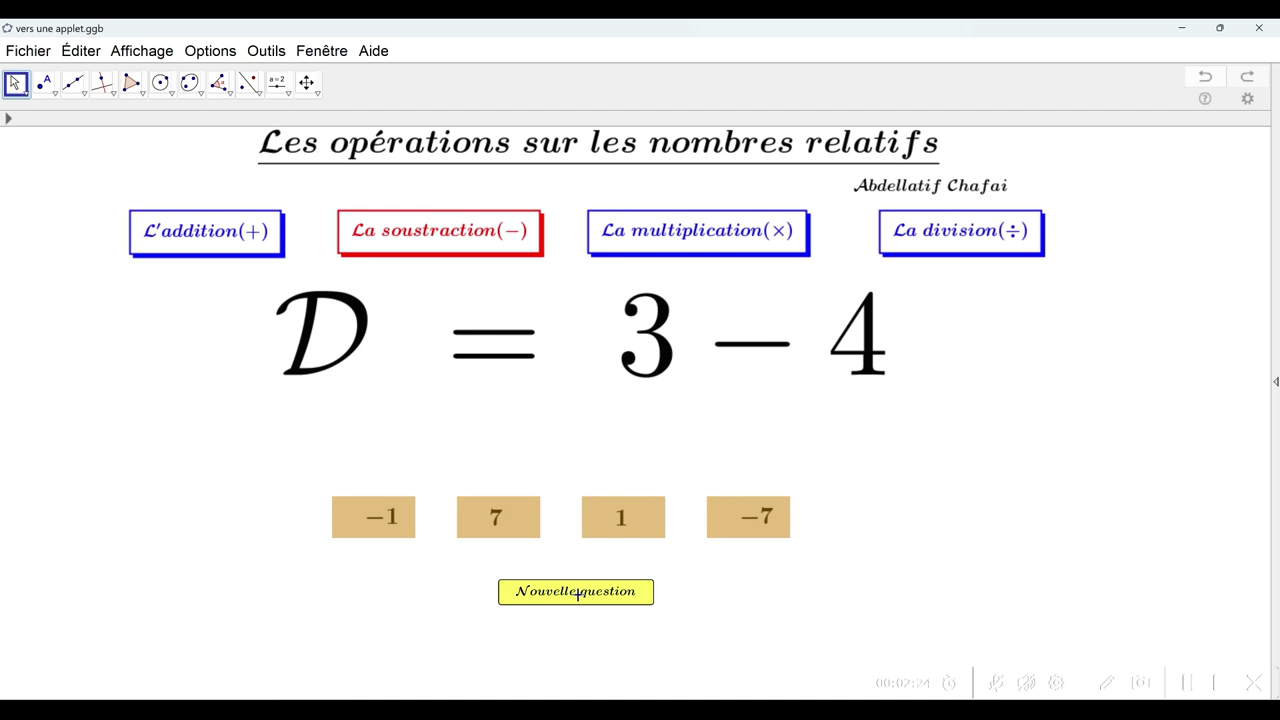 vers une applet.ggb
Fichier Éditer Affichage Options Outils Fenêtre Aide
A
a=2
Les opérations sur les nombres relatifs
Abdellatif Chafai
L'addition(+) La soustraction(−) La multiplication(×) La division(÷)
D = 3 − 4
−1 7 1 −7
Nouvelle question
00:02:24